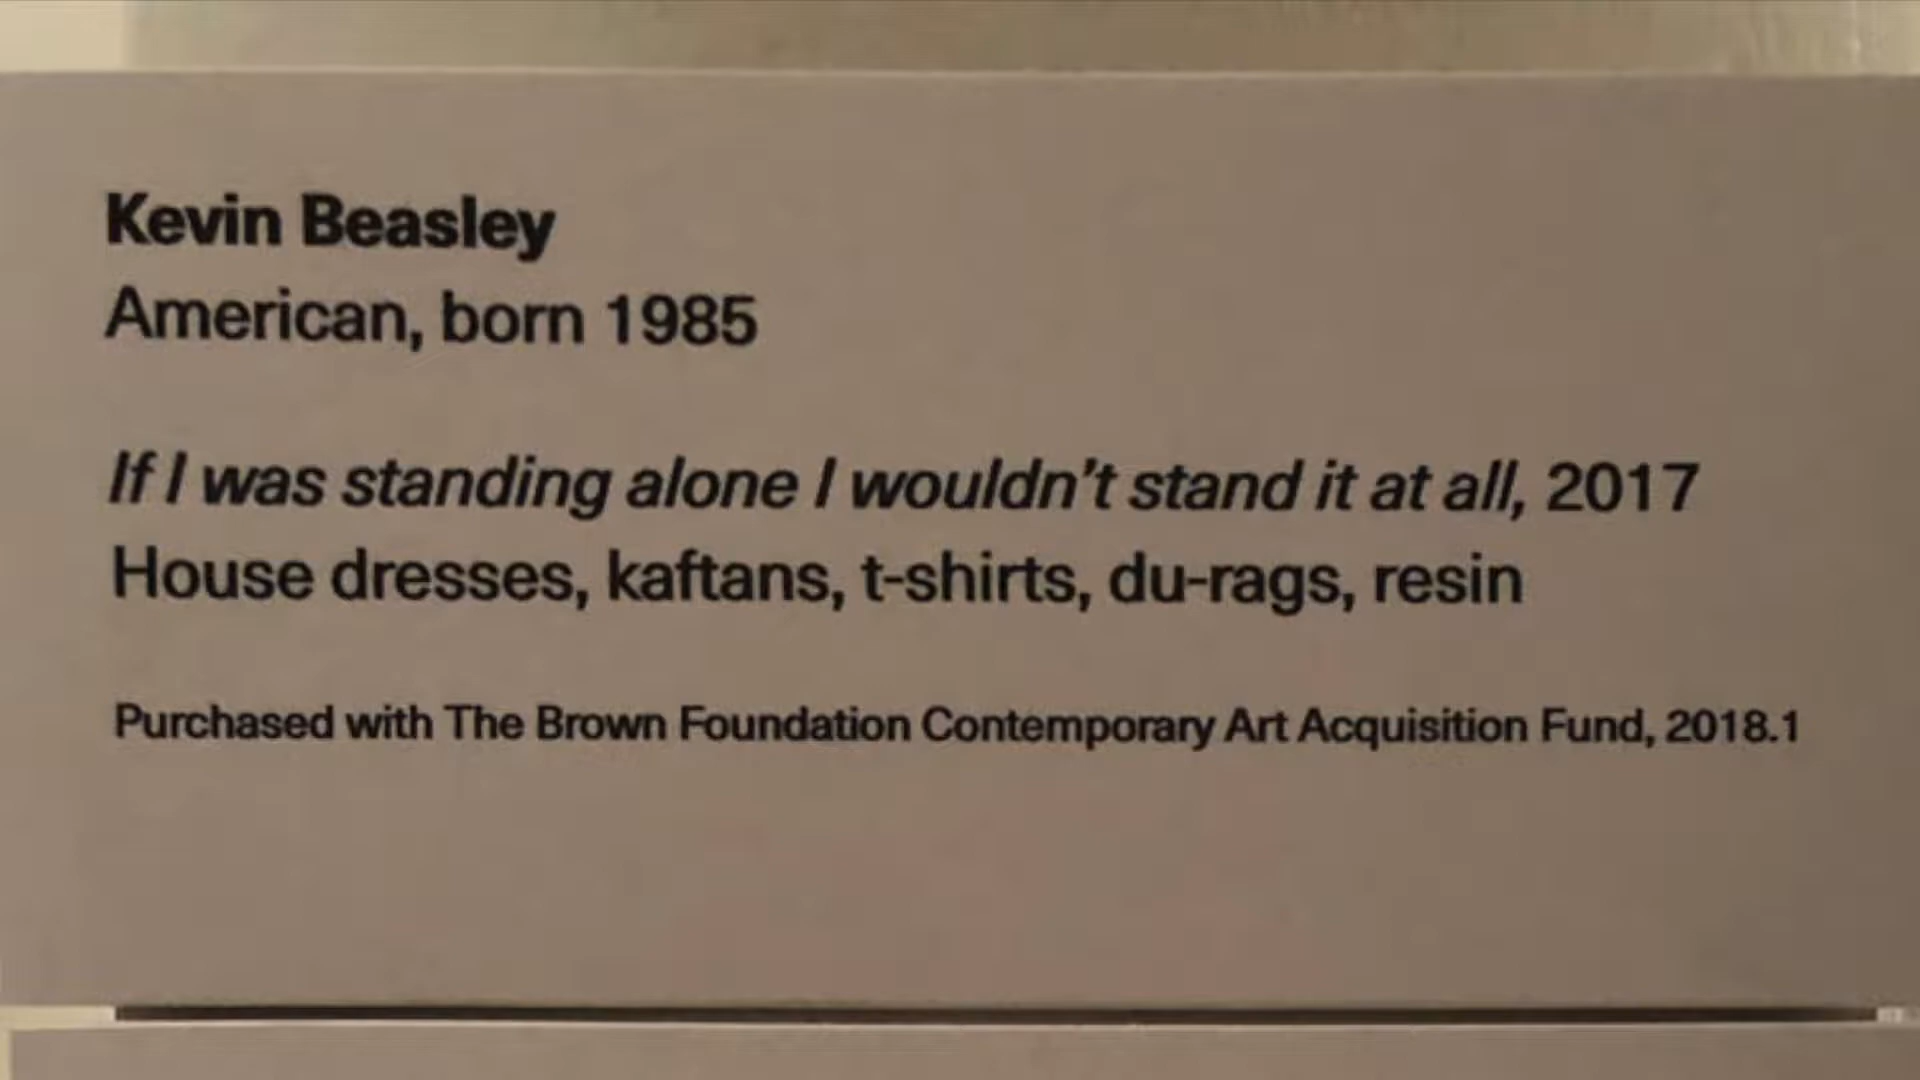 Kevin Beasley
American, born 1985
If I was standing alone I wouldn't stand it at all, 2017
House dresses, kaftans, t-shirts, du-rags, resin
Purchased with The Brown Foundation Contemporary Art Acquisition Fund, 2018.1